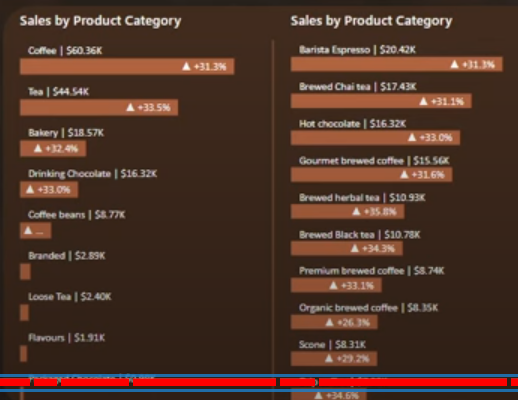 Sales by Product Category
Coffee | $60.36K
▲ +31.3%
Tea | $44.54K
▲ +33.5%
Bakery | $18.57K
▲ +32.4%
Drinking Chocolate | $16.32K
▲ +33.0%
Coffee beans | $8.77K
▲ ...
Branded | $2.89K
Loose Tea | $2.40K
Flavours | $1.91K
Sales by Product Category
Barista Espresso | $20.42K
▲ +31.3%
Brewed Chai tea | $17.43K
▲ +31.1%
Hot chocolate | $16.32K
▲ +33.0%
Gourmet brewed coffee | $15.56K
▲ +31.6%
Brewed herbal tea | $10.93K
▲ +35.8%
Brewed Black tea | $10.78K
▲ +34.3%
Premium brewed coffee | $8.74K
▲ +33.1%
Organic brewed coffee | $8.35K
▲ +26.3%
Scone | $8.31K
▲ +29.2%
▲ +34.6%